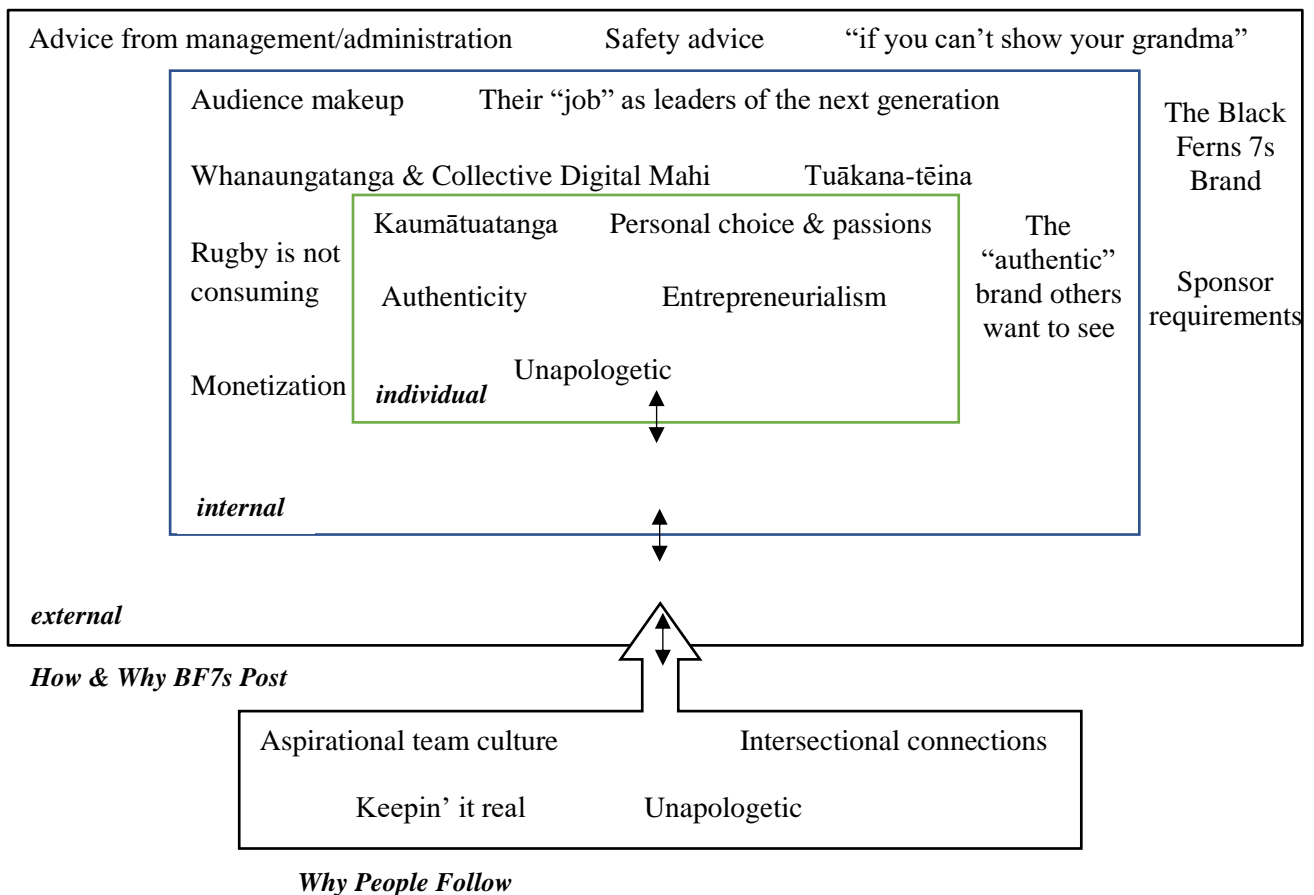 Advice from management/administration Safety advice “if you can’t show your grandma”
Audience makeup Their “job” as leaders of the next generation
The Black
Ferns 7s
Brand
Whanaungatanga & Collective Digital Mahi Tuākana-tēina
Kaumātuatanga Personal choice & passions
Rugby is not
consuming
The
“authentic”
brand others
want to see
Authenticity Entrepreneurialism
Sponsor
requirements
Monetization
Unapologetic
individual
internal
external
How & Why BF7s Post
Aspirational team culture Intersectional connections
Keepin’ it real Unapologetic
Why People Follow